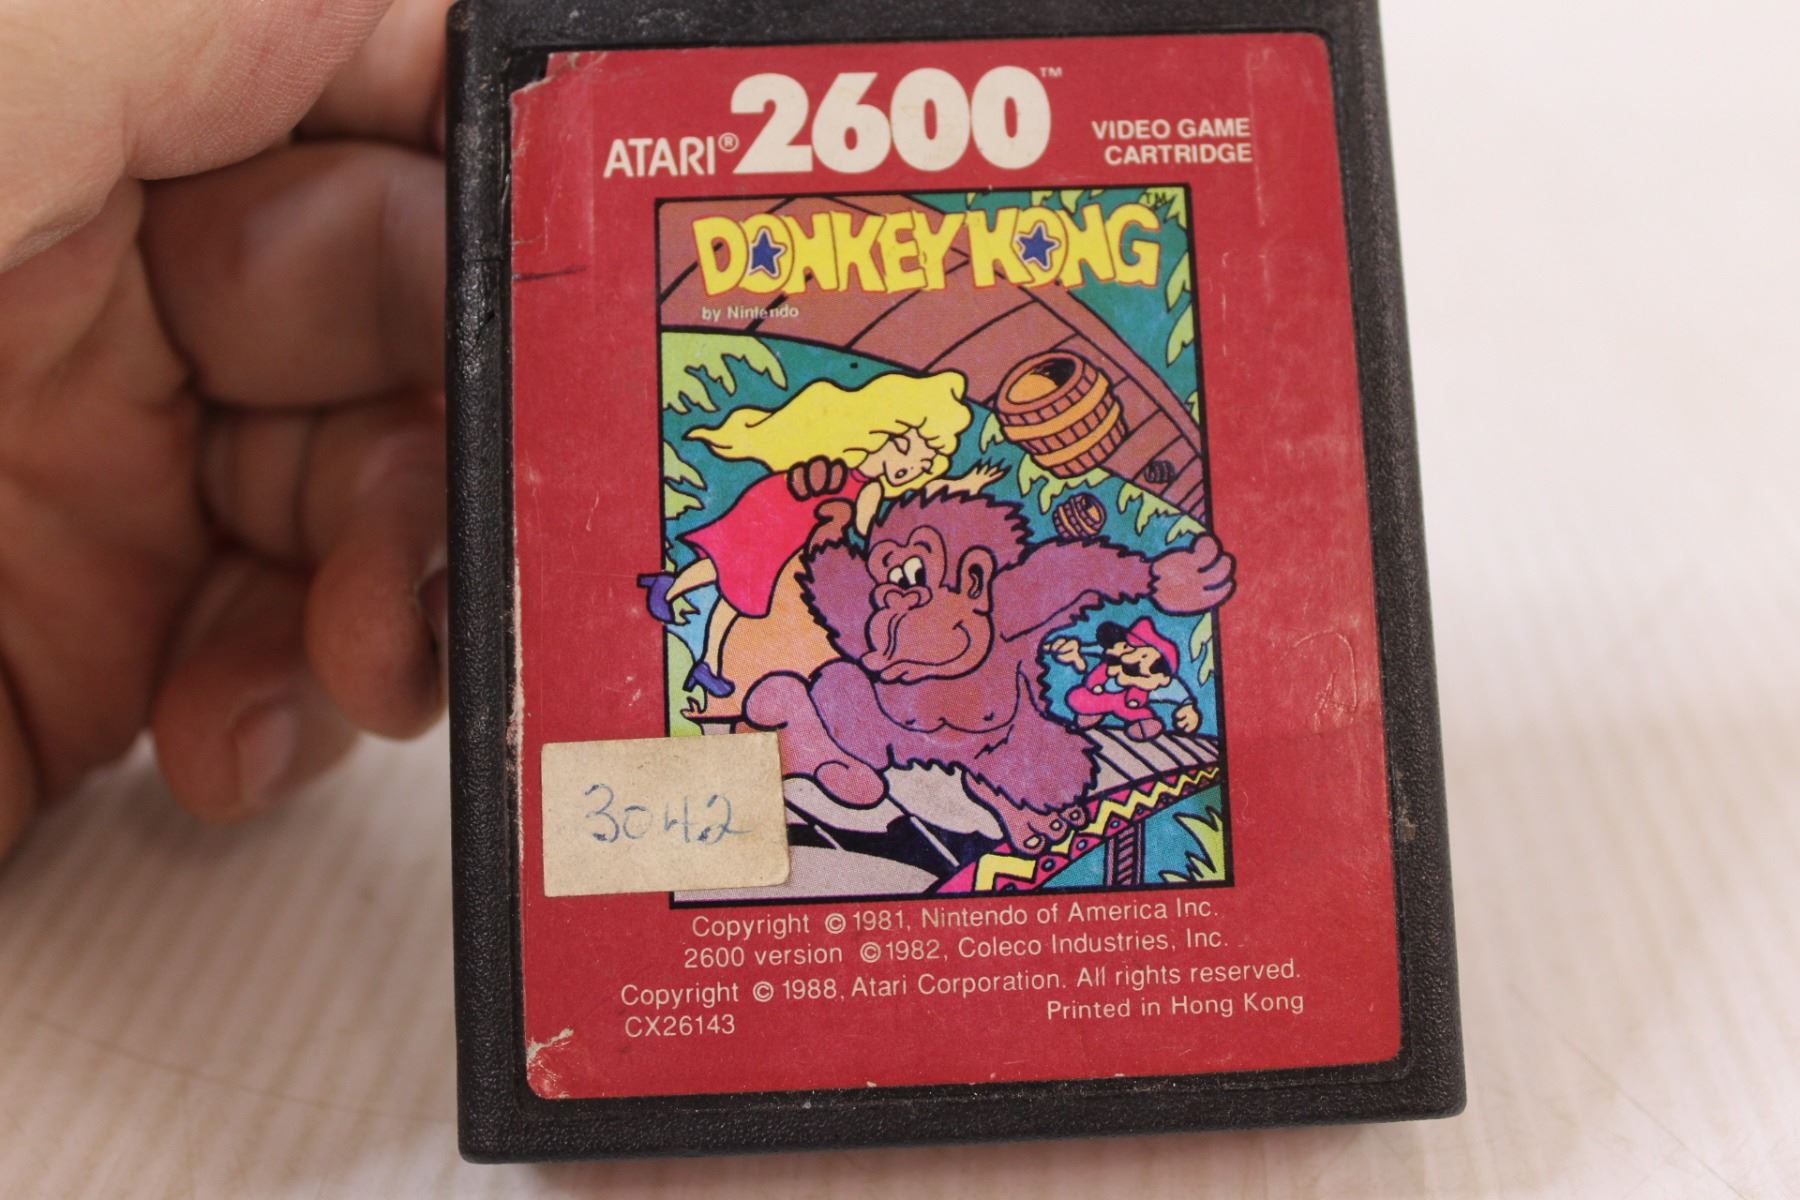 ATARI® 2600™
VIDEO GAME
CARTRIDGE
DONKEY KONG™
by Nintendo
3042
Copyright © 1981, Nintendo of America Inc.
2600 version © 1982, Coleco Industries, Inc.
Copyright © 1988, Atari Corporation. All rights reserved.
CX26143
Printed in Hong Kong